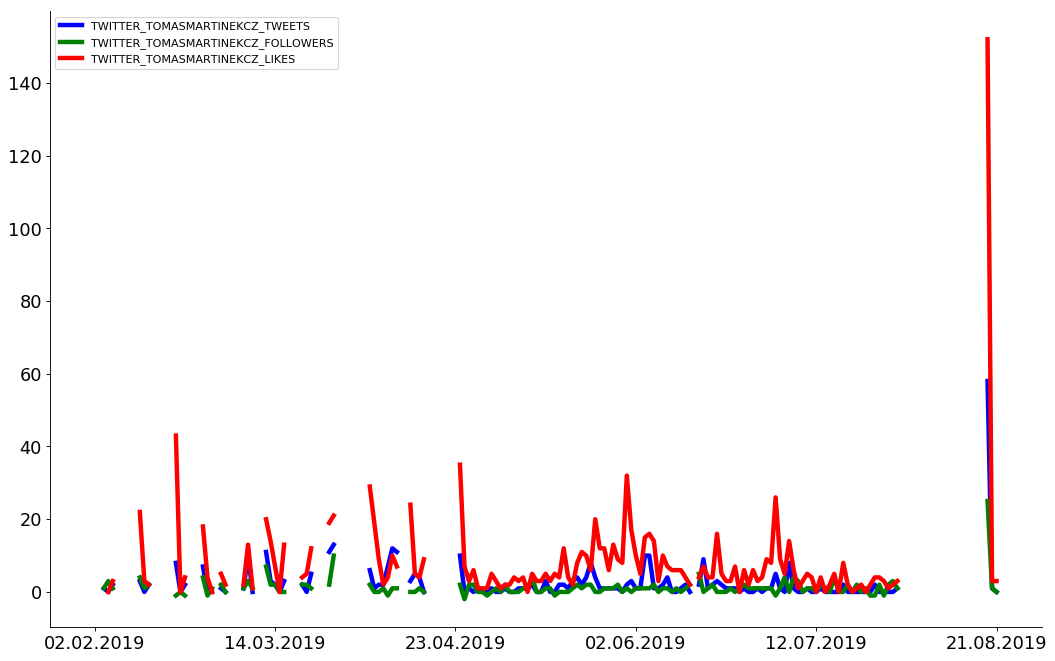 TWITTER_TOMASMARTINEKCZ_TWEETS
TWITTER_TOMASMARTINEKCZ_FOLLOWERS
TWITTER_TOMASMARTINEKCZ_LIKES
140
120
100
80
60
40
20
0
02.02.2019 14.03.2019 23.04.2019 02.06.2019 12.07.2019 21.08.2019